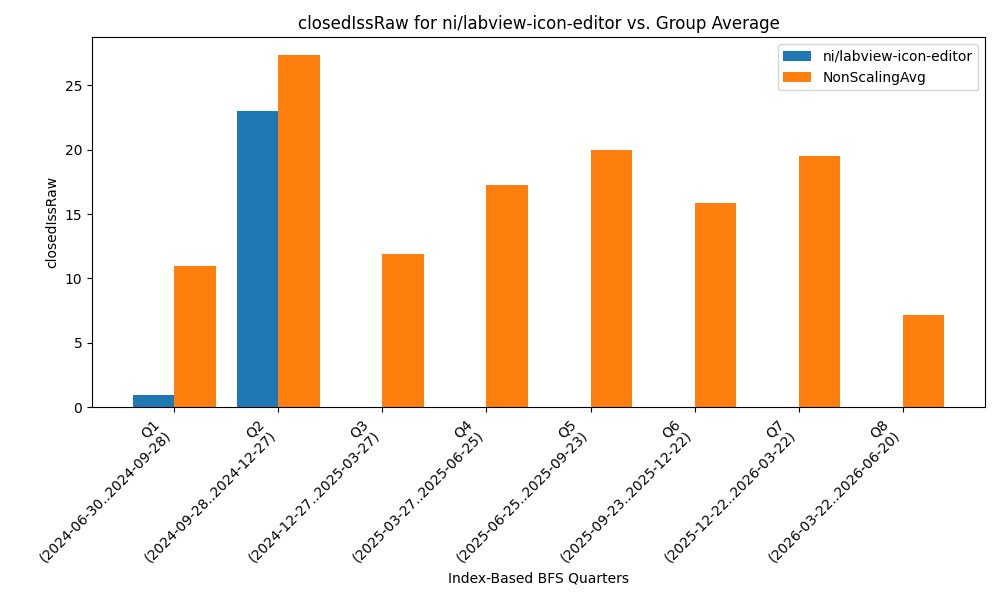 closedIssRaw for ni/labview-icon-editor vs. Group Average
ni/labview-icon-editor
NonScalingAvg
closedIssRaw
25
20
15
10
5
0
Q1
(2024-06-30..2024-09-28)
Q2
(2024-09-28..2024-12-27)
Q3
(2024-12-27..2025-03-27)
Q4
(2025-03-27..2025-06-25)
Q5
(2025-06-25..2025-09-23)
Q6
(2025-09-23..2025-12-22)
Q7
(2025-12-22..2026-03-22)
Q8
(2026-03-22..2026-06-20)
Index-Based BFS Quarters